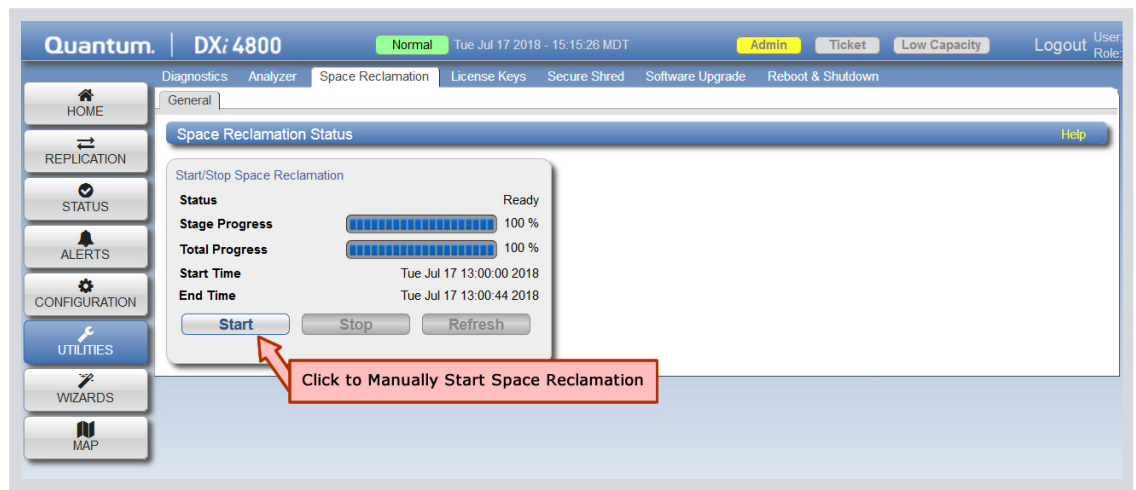 Quantum. DXi 4800 Normal Tue Jul 17 2018 - 15:15:26 MDT Admin Ticket Low Capacity Logout User
Role:
Diagnostics Analyzer Space Reclamation License Keys Secure Shred Software Upgrade Reboot & Shutdown
General
HOME
REPLICATION
STATUS
ALERTS
CONFIGURATION
UTILITIES
WIZARDS
MAP
Space Reclamation Status Help
Start/Stop Space Reclamation
Status Ready
Stage Progress 100 %
Total Progress 100 %
Start Time Tue Jul 17 13:00:00 2018
End Time Tue Jul 17 13:00:44 2018
Start Stop Refresh
Click to Manually Start Space Reclamation